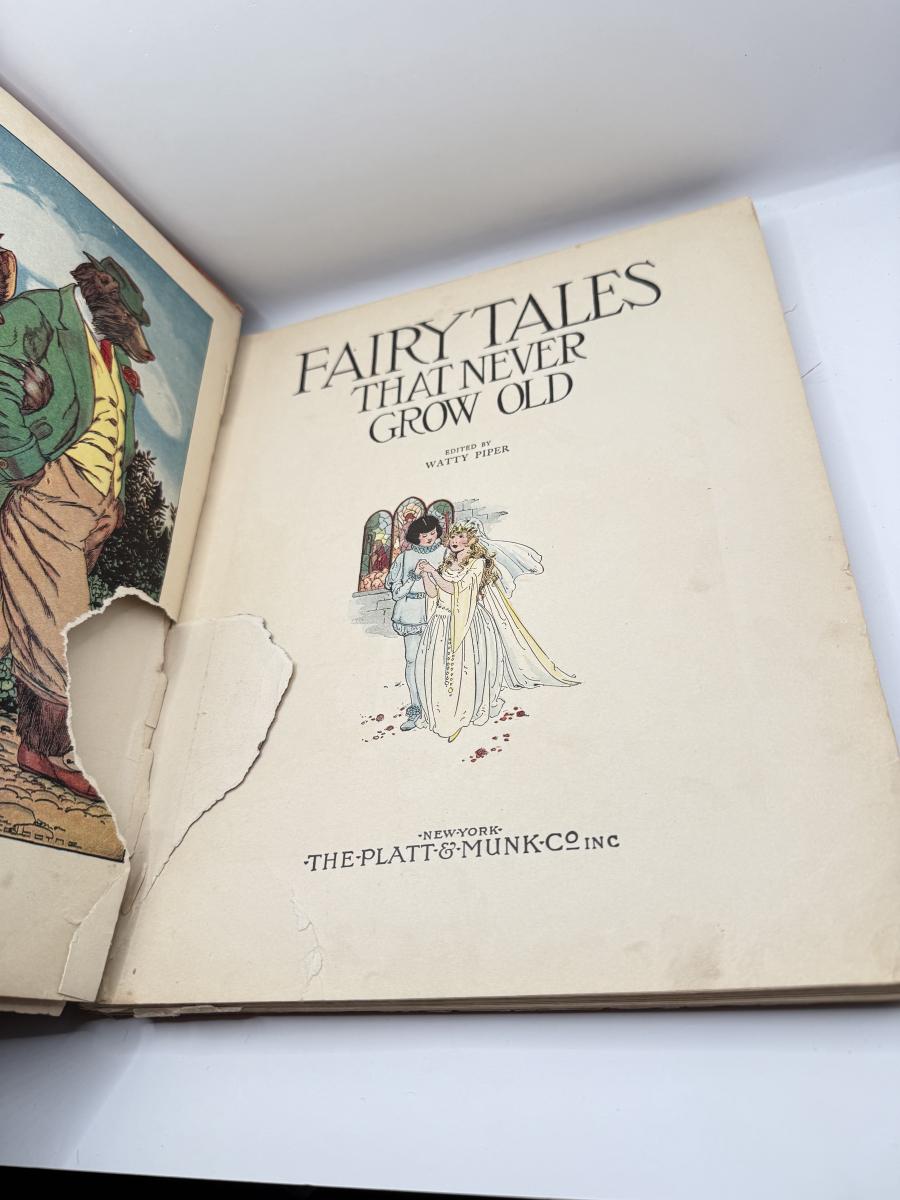 FAIRY TALES
THAT NEVER
GROW OLD
EDITED BY
WATTY PIPER
·NEW·YORK·
·THE·PLATT·&·MUNK·Co INC